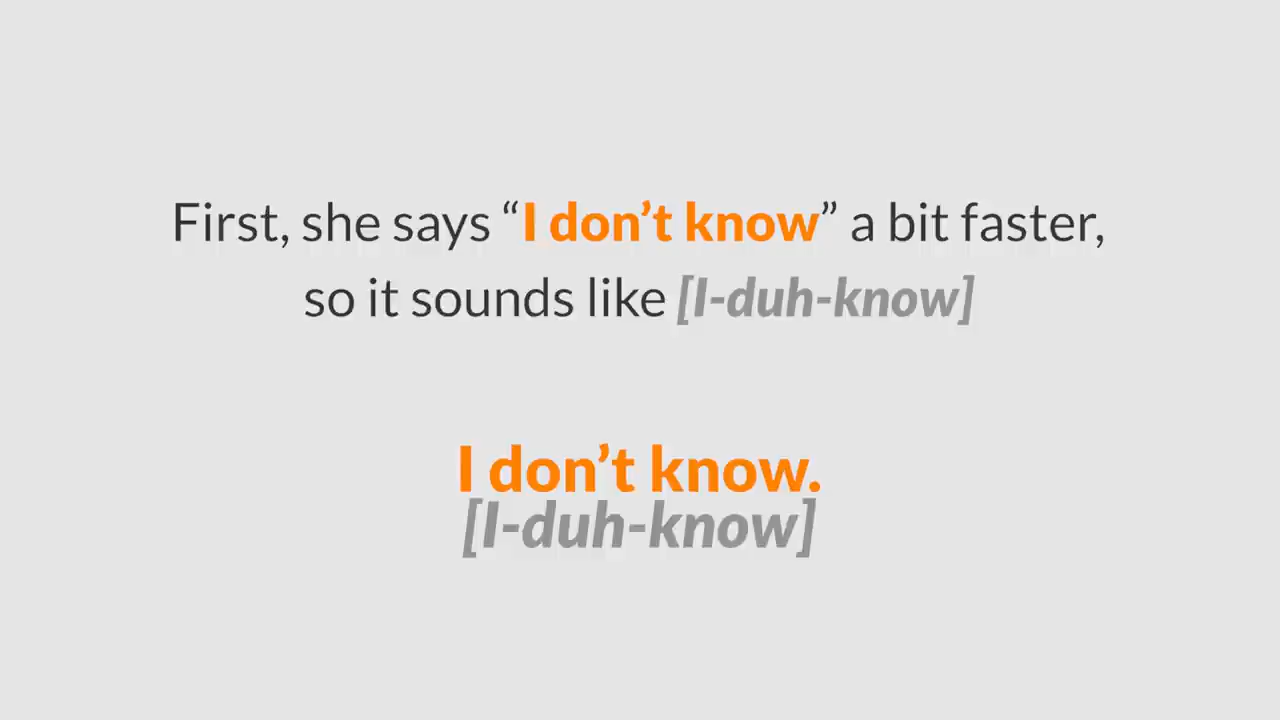 First, she says “I don’t know” a bit faster,
so it sounds like [I-duh-know]
I don’t know.
[I-duh-know]